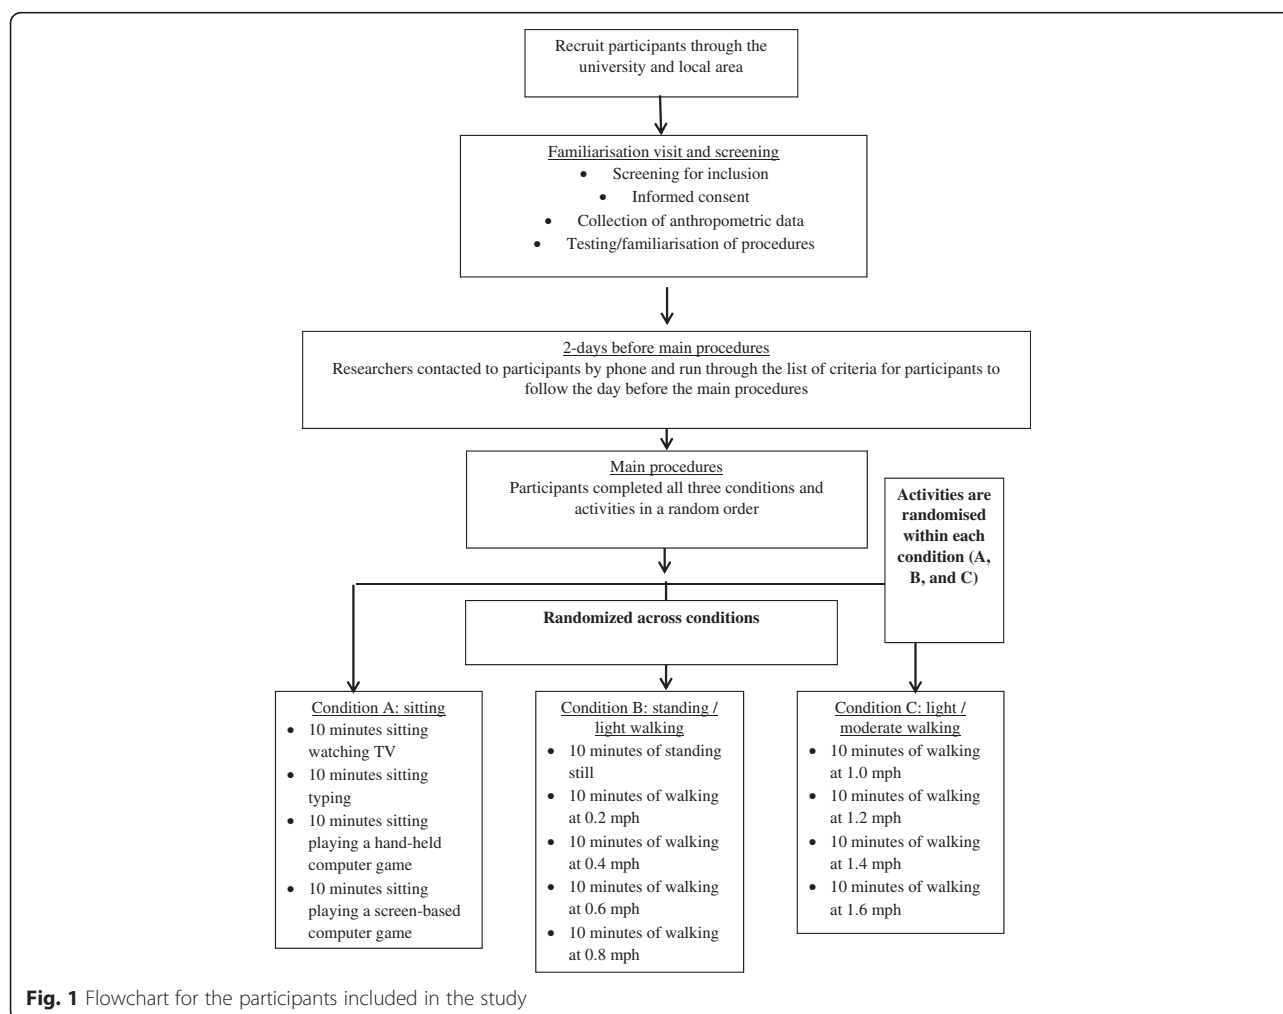 Recruit participants through the
university and local area
Familiarisation visit and screening
• Screening for inclusion
• Informed consent
• Collection of anthropometric data
• Testing/familiarisation of procedures
2-days before main procedures
Researchers contacted to participants by phone and run through the list of criteria for participants to
follow the day before the main procedures
Main procedures
Participants completed all three conditions and
activities in a random order
Activities are
randomised
within each
condition (A,
B, and C)
Randomized across conditions
Condition A: sitting
• 10 minutes sitting
watching TV
• 10 minutes sitting
typing
• 10 minutes sitting
playing a hand-held
computer game
• 10 minutes sitting
playing a screen-based
computer game
Condition B: standing /
light walking
• 10 minutes of standing
still
• 10 minutes of walking
at 0.2 mph
• 10 minutes of walking
at 0.4 mph
• 10 minutes of walking
at 0.6 mph
• 10 minutes of walking
at 0.8 mph
Condition C: light /
moderate walking
• 10 minutes of walking
at 1.0 mph
• 10 minutes of walking
at 1.2 mph
• 10 minutes of walking
at 1.4 mph
• 10 minutes of walking
at 1.6 mph
Fig. 1 Flowchart for the participants included in the study